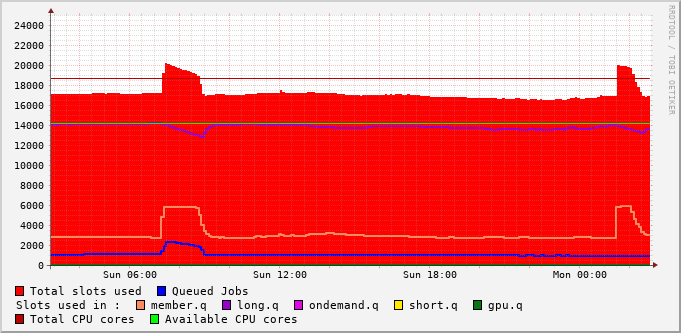 RRDTOOL / TOBI OETIKER
24000
22000
20000
18000
16000
14000
12000
10000
8000
6000
4000
2000
0
Sun 06:00 Sun 12:00 Sun 18:00 Mon 00:00
Total slots used Queued Jobs
Slots used in : member.q long.q ondemand.q short.q gpu.q
Total CPU cores Available CPU cores